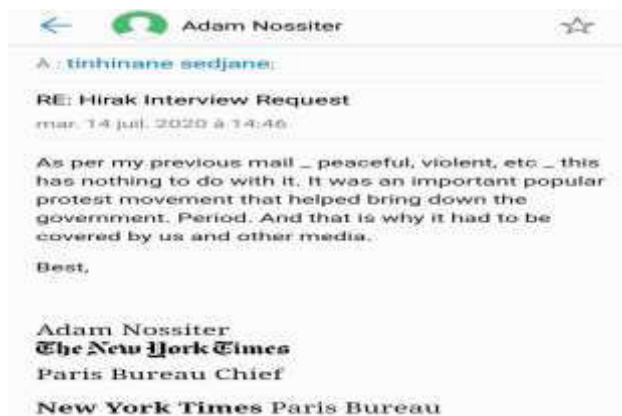 Adam Nossiter
A : tinhinane sedjane;
RE: Hirak Interview Request
mar. 14 juil. 2020 à 14:46
As per my previous mail _ peaceful, violent, etc _ this
has nothing to do with it. It was an important popular
protest movement that helped bring down the
government. Period. And that is why it had to be
covered by us and other media.
Best,
Adam Nossiter
The New York Times
Paris Bureau Chief
New York Times Paris Bureau